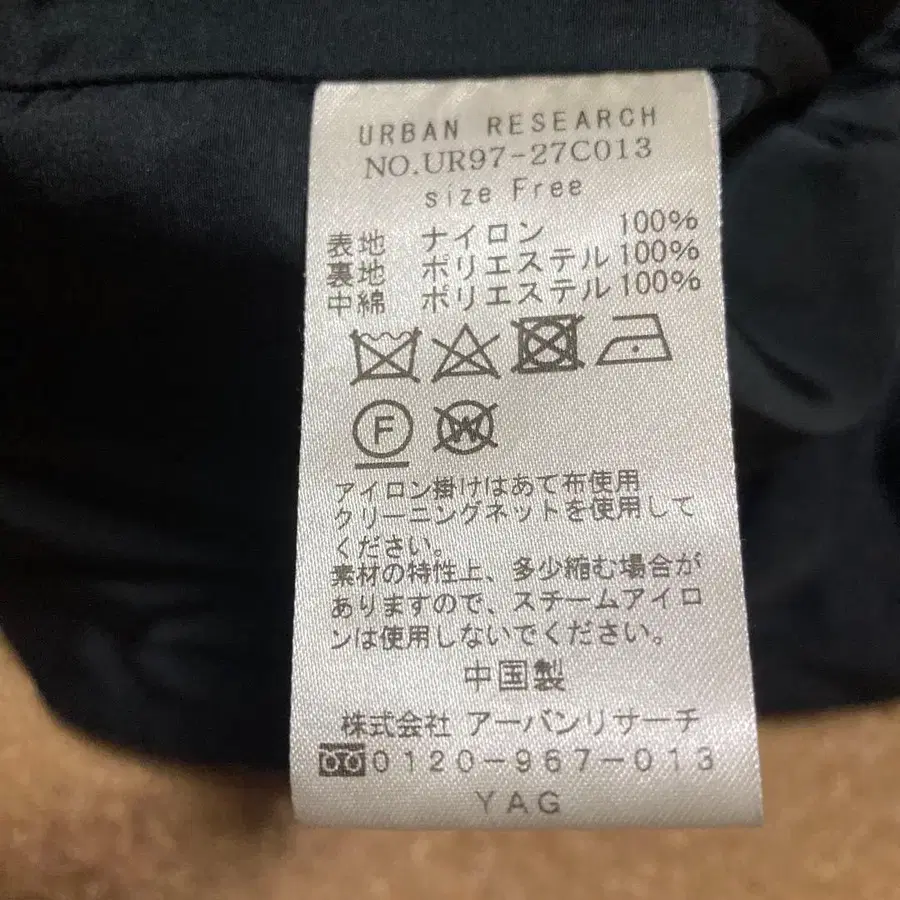 URBAN RESEARCH
NO.UR97-27C013
size Free
表地 ナイロン 100%
裏地 ポリエステル 100%
中綿 ポリエステル 100%
F W
アイロン掛けはあて布使用
クリーニングネットを使用して
ください。
素材の特性上、多少縮む場合が
ありますので、スチームアイロ
ンは使用しないでください。
中国製
株式会社 アーバンリサーチ
0120-967-013
YAG